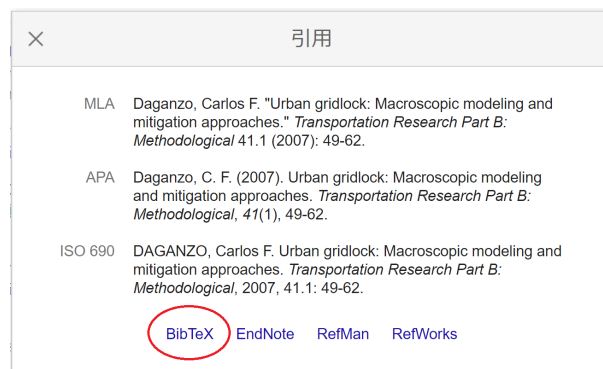 引用
MLA Daganzo, Carlos F. "Urban gridlock: Macroscopic modeling and
mitigation approaches." Transportation Research Part B:
Methodological 41.1 (2007): 49-62.
APA Daganzo, C. F. (2007). Urban gridlock: Macroscopic modeling
and mitigation approaches. Transportation Research Part B:
Methodological, 41(1), 49-62.
ISO 690 DAGANZO, Carlos F. Urban gridlock: Macroscopic modeling and
mitigation approaches. Transportation Research Part B:
Methodological, 2007, 41.1: 49-62.
BibTeX EndNote RefMan RefWorks